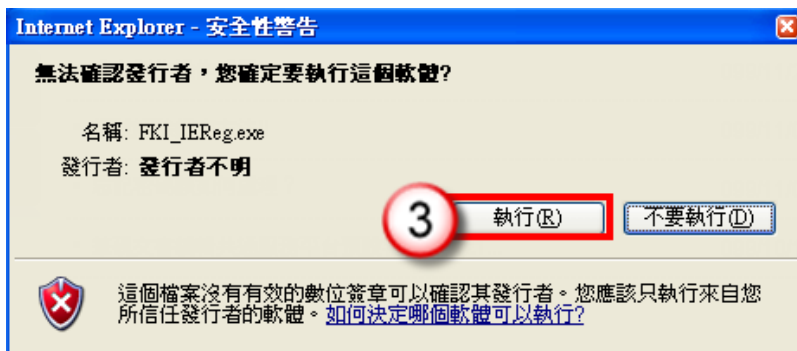 Internet Explorer - 安全性警告
無法確認發行者，您確定要執行這個軟體?
名稱: FKI_IEReg.exe
發行者: 發行者不明
3
執行(R)
不要執行(D)
這個檔案沒有有效的數位簽章可以確認其發行者。您應該只執行來自您
所信任發行者的軟體。如何決定哪個軟體可以執行?